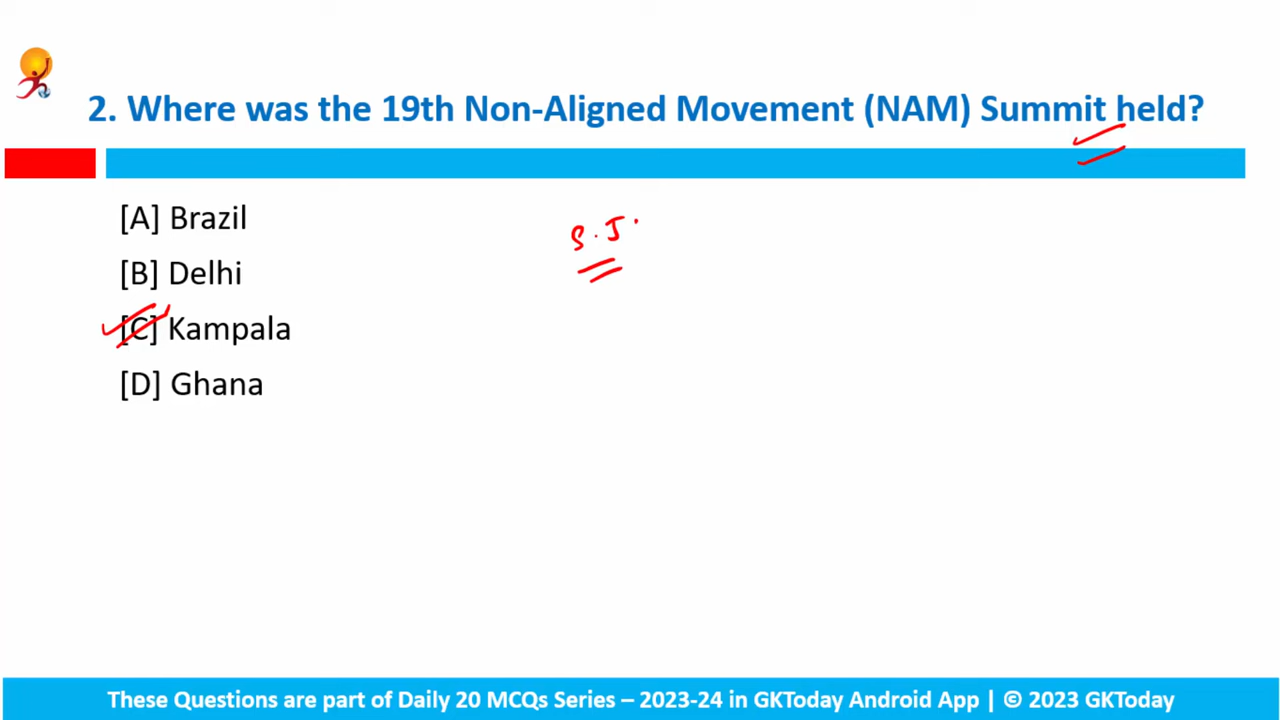 2. Where was the 19th Non-Aligned Movement (NAM) Summit held?
[A] Brazil
S.J.
[B] Delhi
[C] Kampala
[D] Ghana
These Questions are part of Daily 20 MCQs Series – 2023-24 in GKToday Android App | © 2023 GKToday